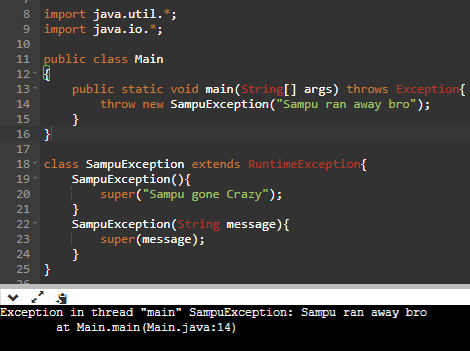 8 import java.util.*;
9 import java.io.*;
10
11 public class Main
12 {
13 public static void main(String[] args) throws Exception{
14 throw new SampuException("Sampu ran away bro");
15 }
16 }
17
18 class SampuException extends RuntimeException{
19 SampuException(){
20 super("Sampu gone Crazy");
21 }
22 SampuException(String message){
23 super(message);
24 }
25 }
Exception in thread "main" SampuException: Sampu ran away bro
at Main.main(Main.java:14)